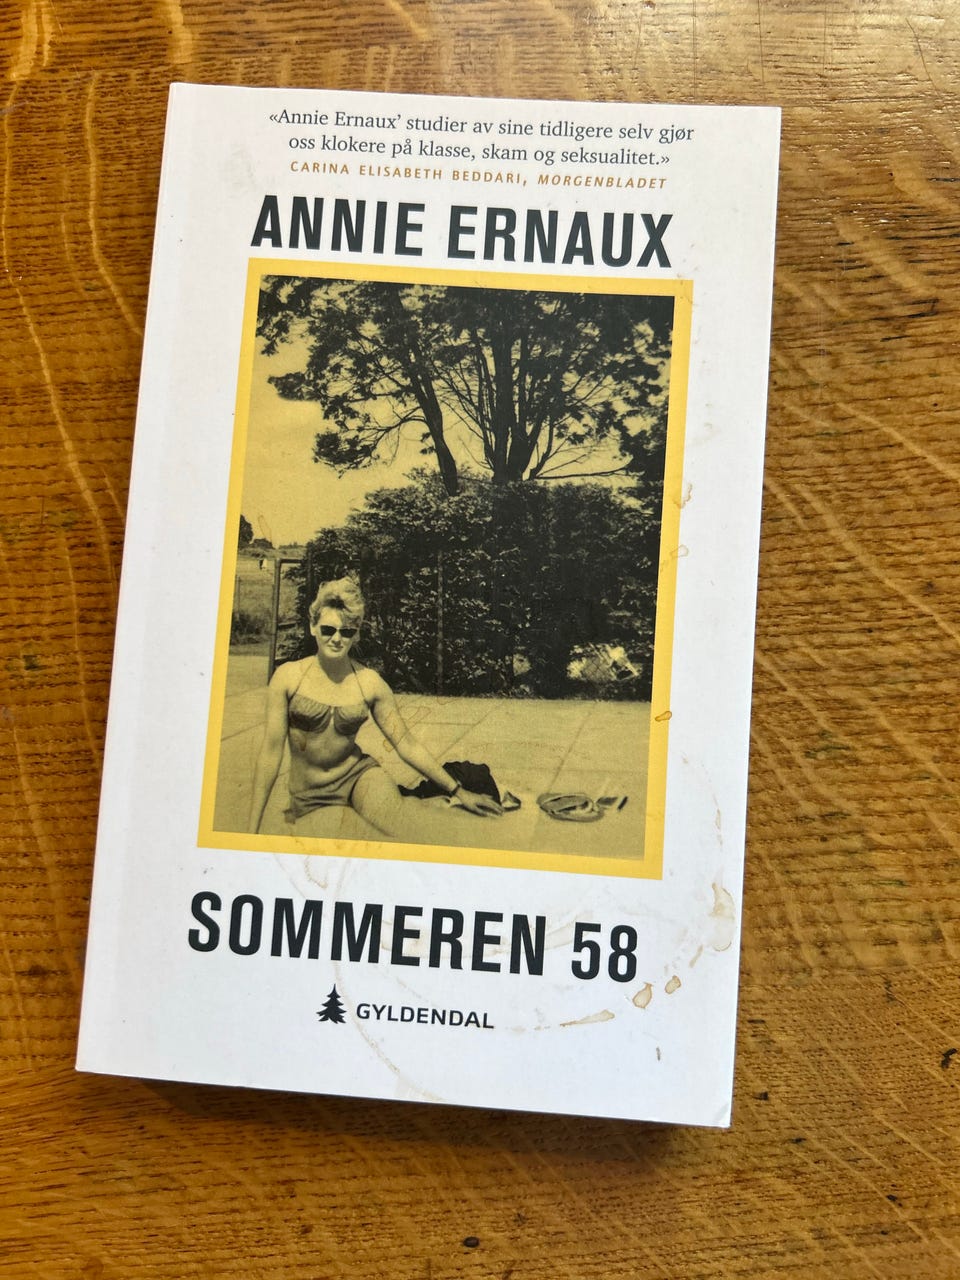 «Annie Ernaux’ studier av sine tidligere selv gjør
oss klokere på klasse, skam og seksualitet.»
CARINA ELISABETH BEDDARI, MORGENBLADET
ANNIE ERNAUX
SOMMEREN 58
GYLDENDAL